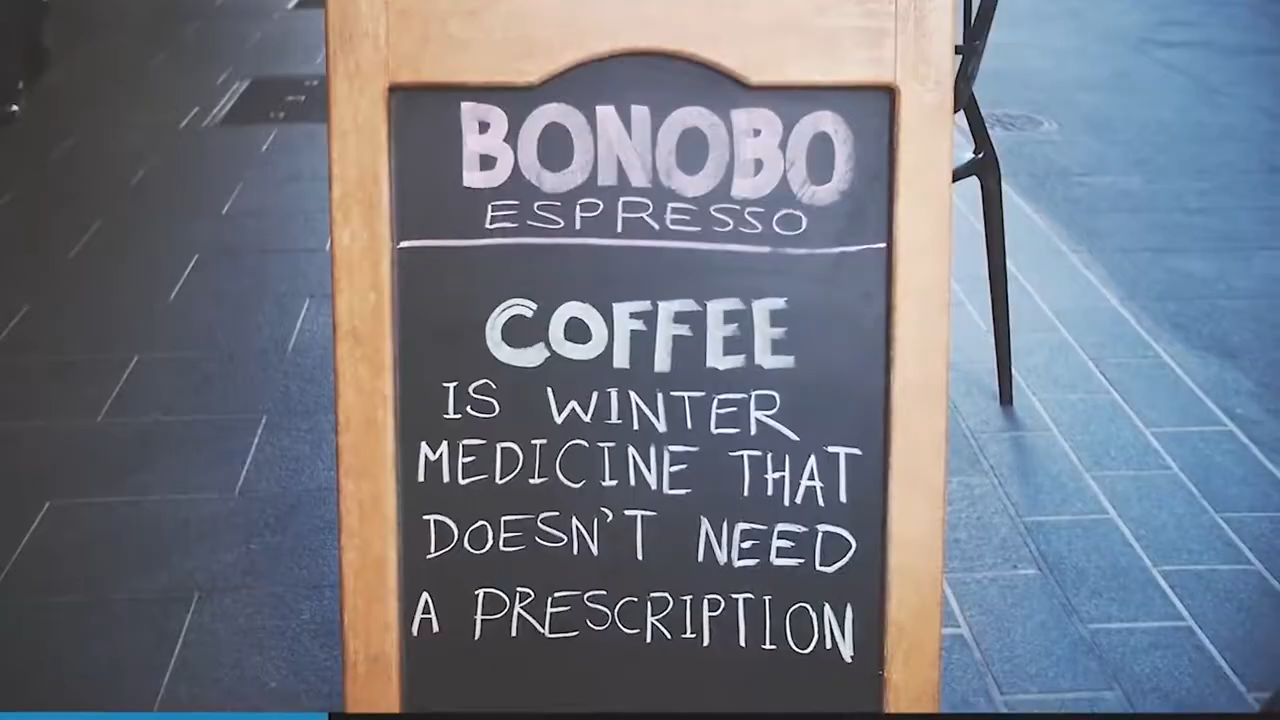 BONOBO
ESPRESSO
COFFEE
IS WINTER
MEDICINE THAT
DOESN'T NEED
A PRESCRIPTION